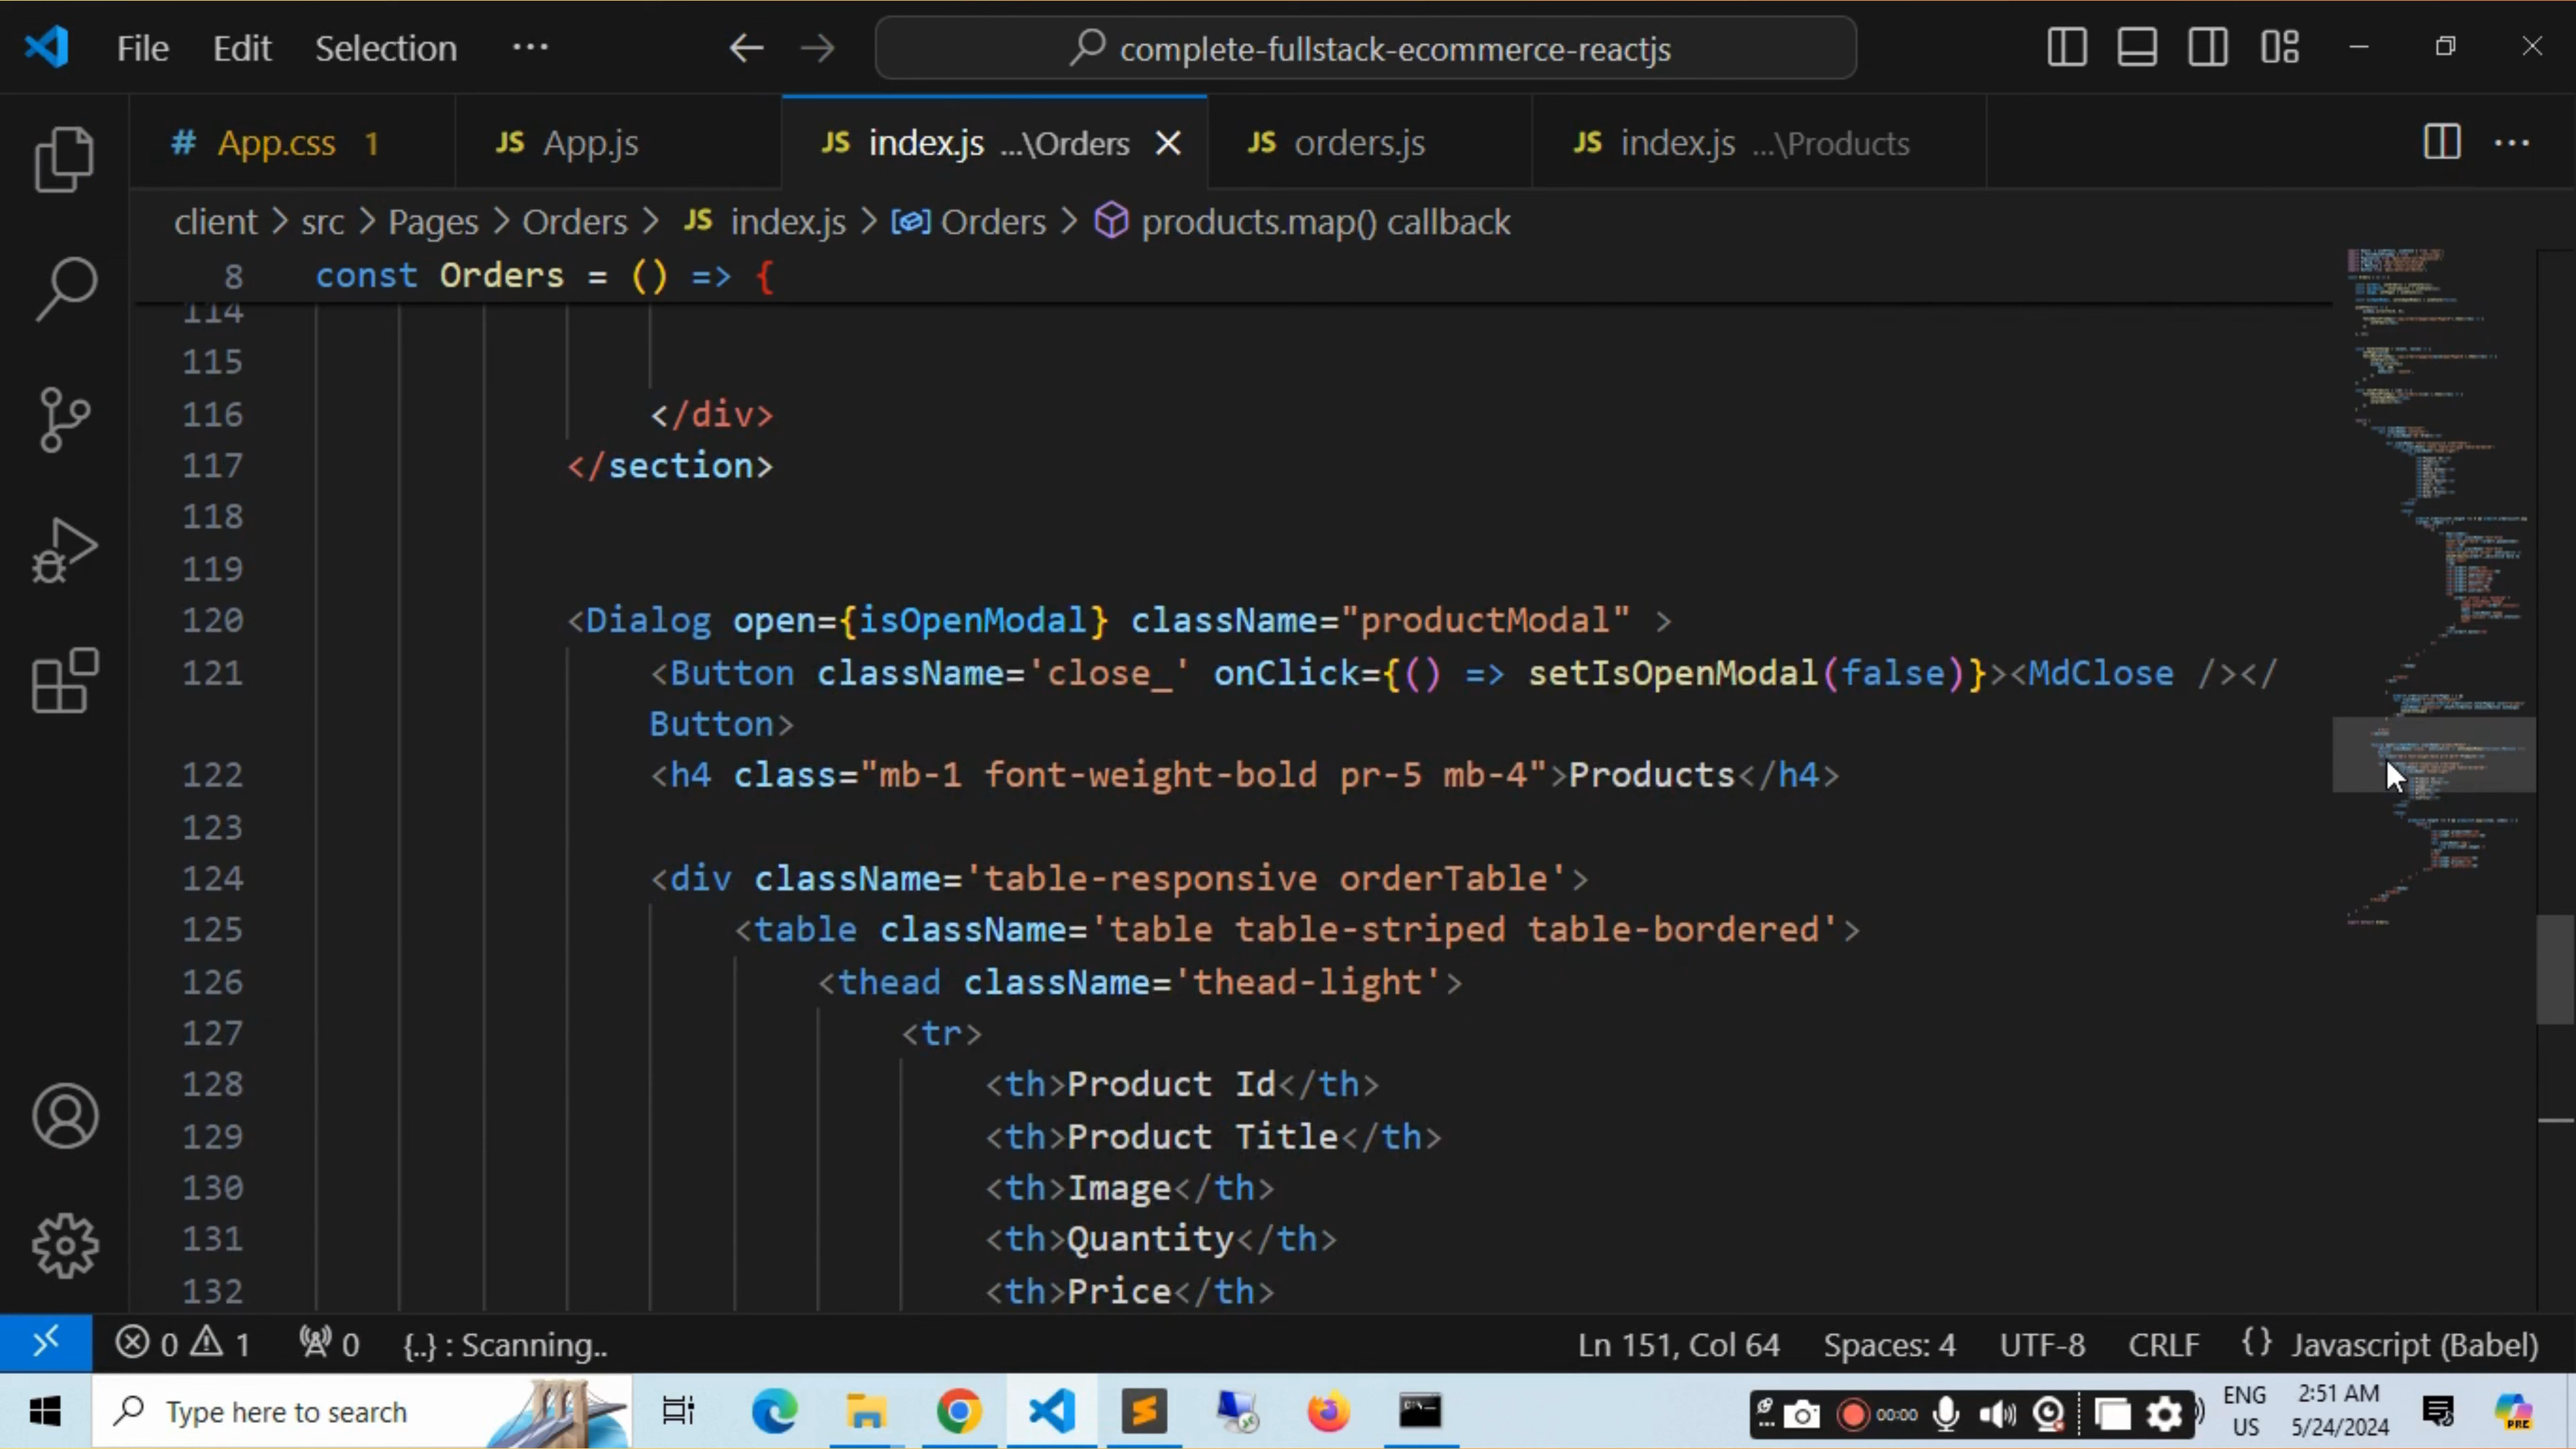 File Edit Selection ··· complete-fullstack-ecommerce-reactjs
# App.css 1 JS App.js JS index.js ...\Orders JS orders.js JS index.js ...\Products ···
client > src > Pages > Orders > JS index.js > Orders > products.map() callback
8 const Orders = () => {
114
115
116 </div>
117 </section>
118
119
120 <Dialog open={isOpenModal} className="productModal" >
121 <Button className='close_' onClick={() => setIsOpenModal(false)}><MdClose /></
Button>
122 <h4 class="mb-1 font-weight-bold pr-5 mb-4">Products</h4>
123
124 <div className='table-responsive orderTable'>
125 <table className='table table-striped table-bordered'>
126 <thead className='thead-light'>
127 <tr>
128 <th>Product Id</th>
129 <th>Product Title</th>
130 <th>Image</th>
131 <th>Quantity</th>
132 <th>Price</th>
0 1 0 {..} : Scanning.. Ln 151, Col 64 Spaces: 4 UTF-8 CRLF {} Javascript (Babel)
Type here to search 00:00 ENG 2:51 AM
US 5/24/2024 PRE